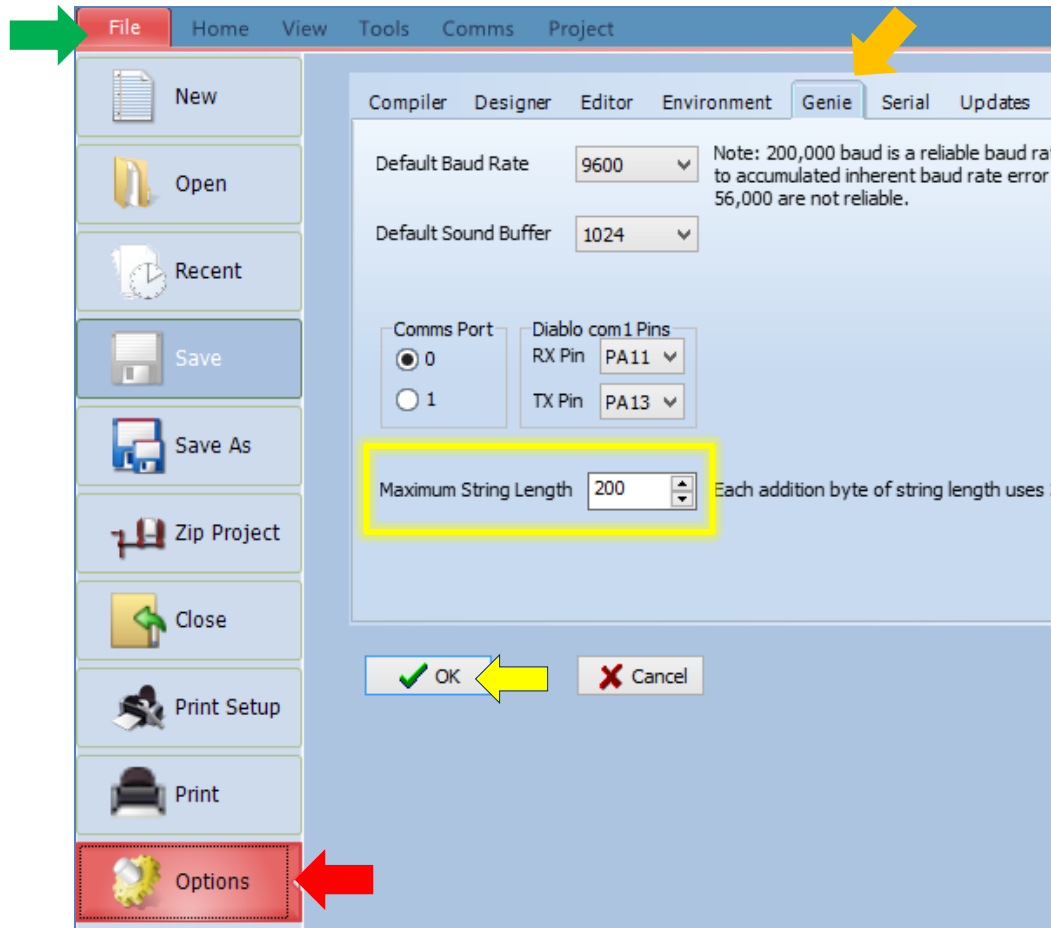 File Home View Tools Comms Project
New
Open
Recent
Save
Save As
Zip Project
Close
Print Setup
Print
Options
Compiler Designer Editor Environment Genie Serial Updates
Default Baud Rate 9600
Note: 200,000 baud is a reliable baud
to accumulated inherent baud rate error
56,000 are not reliable.
Default Sound Buffer 1024
Comms Port
0
1
Diablo com1 Pins
RX Pin PA11
TX Pin PA13
Maximum String Length 200 Each addition byte of string length uses
OK Cancel